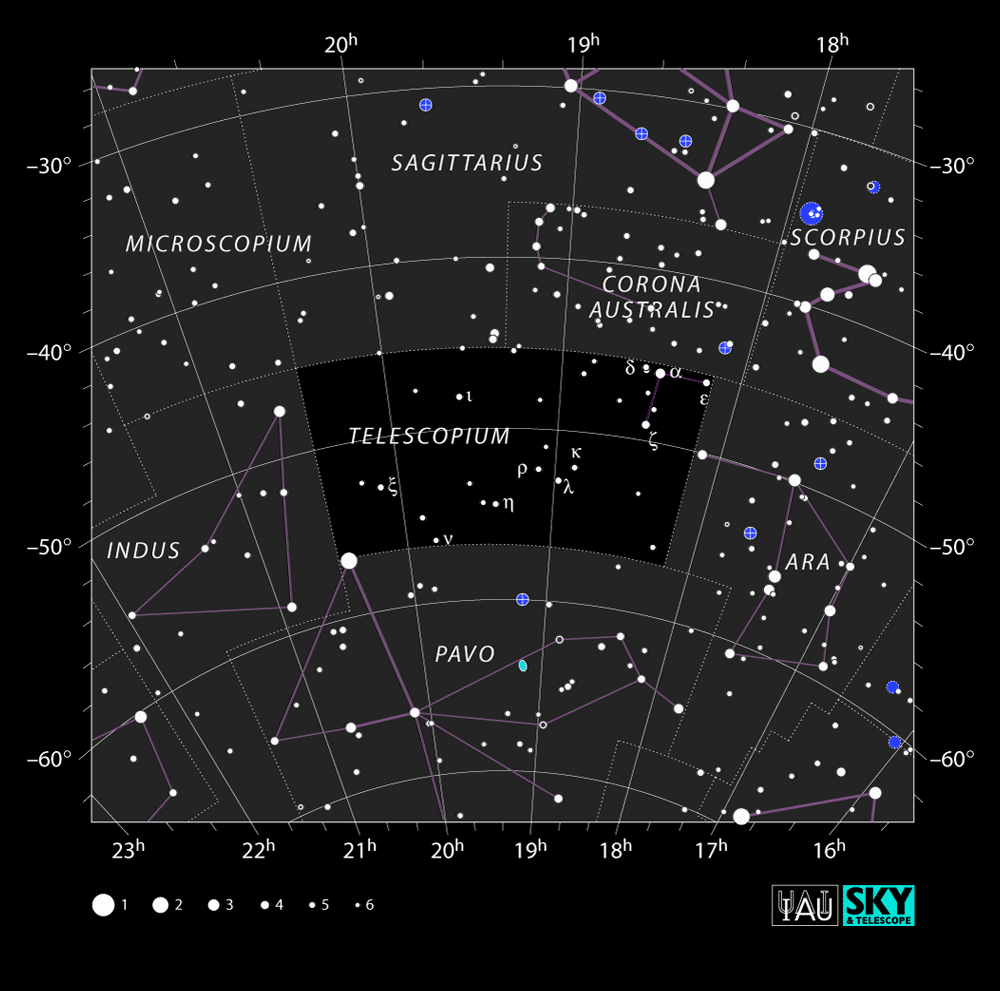 20h 19h 18h
–30° –30°
SAGITTARIUS
SCORPIUS
MICROSCOPIUM
CORONA
AUSTRALIS
–40° –40°
δ α
ε
ι
TELESCOPIUM
ζ
κ
ρ
λ
ξ
η
ν
–50° –50°
INDUS
ARA
PAVO
–60° –60°
23h 22h 21h 20h 19h 18h 17h 16h
1 2 3 4 5 6
IAU
SKY
& TELESCOPE